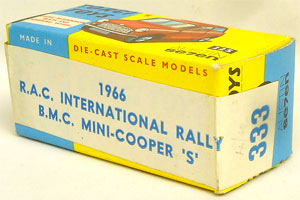 MADE IN
DIE-CAST SCALE MODELS
1966
R.A.C. INTERNATIONAL RALLY
B.M.C. MINI-COOPER 'S'
333